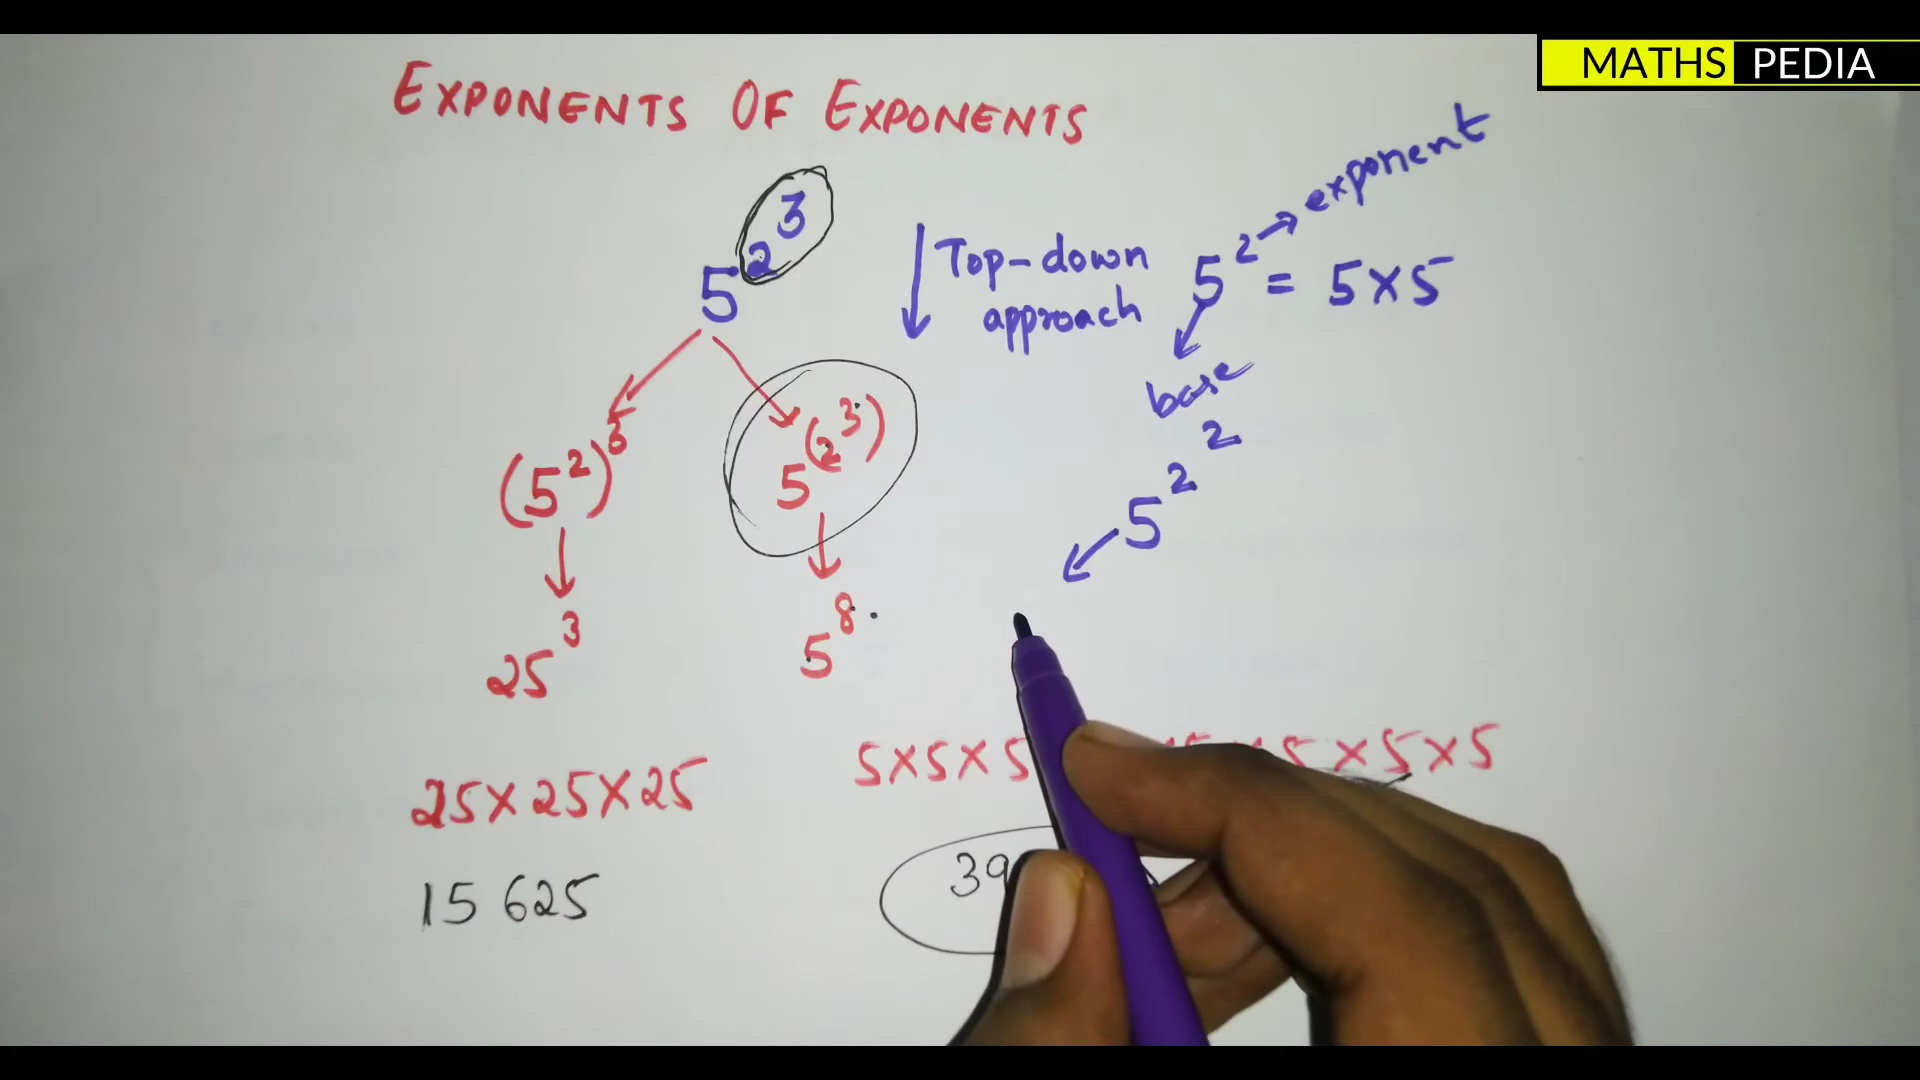 MATHS PEDIA
EXPONENTS OF EXPONENTS
5^2^3
Top-down
approach
5^2 → exponent
= 5×5
base
(5^2)^3
5^(2^3)
5^2^2
25^3
5^8
25×25×25
5×5×5
5×5×5
15 625
39